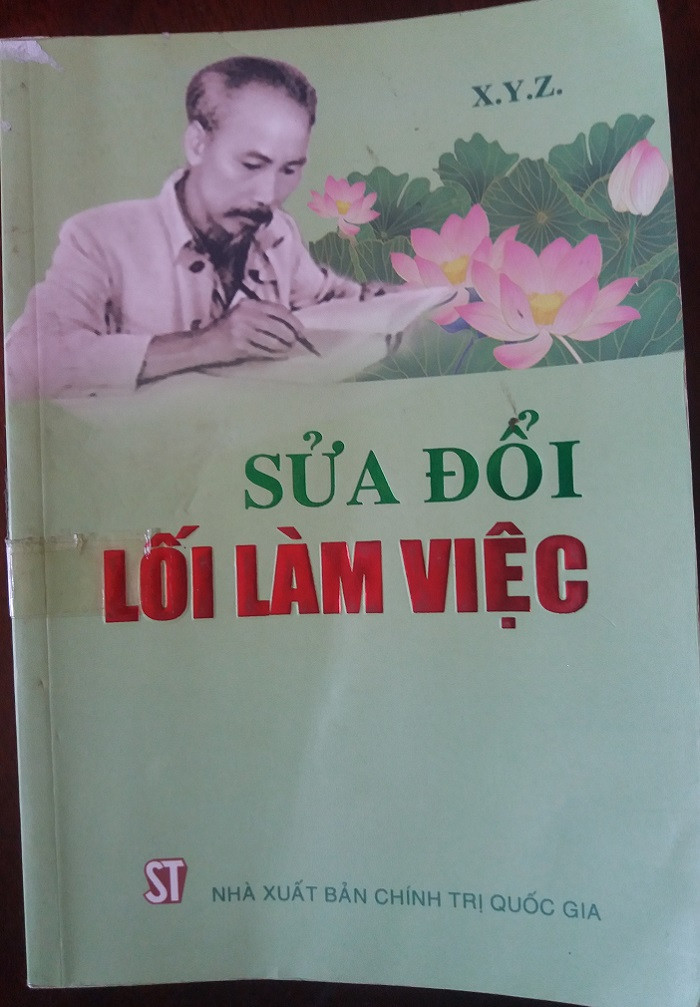 X.Y.Z.
SỬA ĐỔI
LỐI LÀM VIỆC
ST
NHÀ XUẤT BẢN CHÍNH TRỊ QUỐC GIA